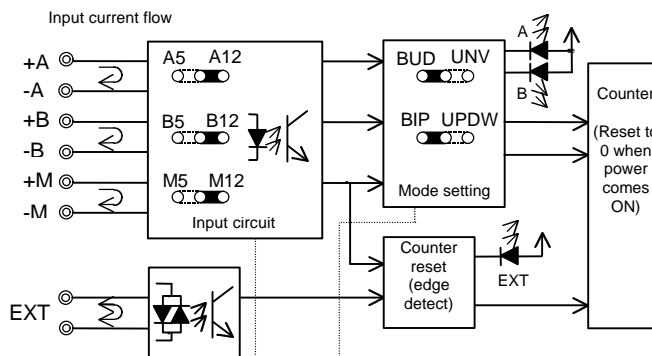 Input current flow
+A
-A
+B
-B
+M
-M
EXT
A5 A12
B5 B12
M5 M12
Input circuit
BUD UNV
BIP UPDW
Mode setting
A
B
Counter
reset
(edge
detect)
EXT
Counter
(Reset to
0 when
power
comes
ON)